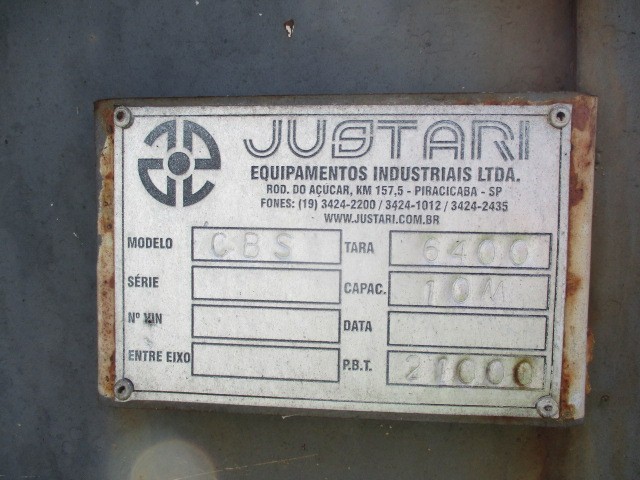 JUSTARI
EQUIPAMENTOS INDUSTRIAIS LTDA.
ROD. DO AÇUCAR, KM 157,5 - PIRACICABA - SP
FONES: (19) 3424-2200 / 3424-1012 / 3424-2435
WWW.JUSTARI.COM.BR
MODELO CBS TARA 6400
SÉRIE CAPAC. 10M
Nº VIN DATA
ENTRE EIXO P.B.T. 21000